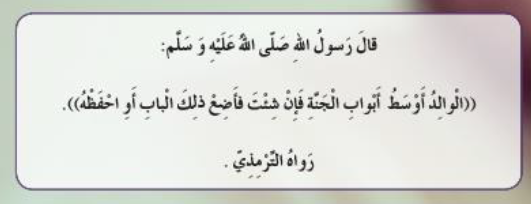 قالَ رَسولُ اللهِ صَلَّى اللهُ عَلَيْهِ وَ سَلَّم:
((الْوالِدُ أَوْسَطُ أَبْوابِ الْجَنَّةِ فَإِنْ شِئْتَ فَأَضِعْ ذلِكَ الْبابِ أَوِ احْفَظْهُ)).
رَواهُ التِّرْمِذِيّ .